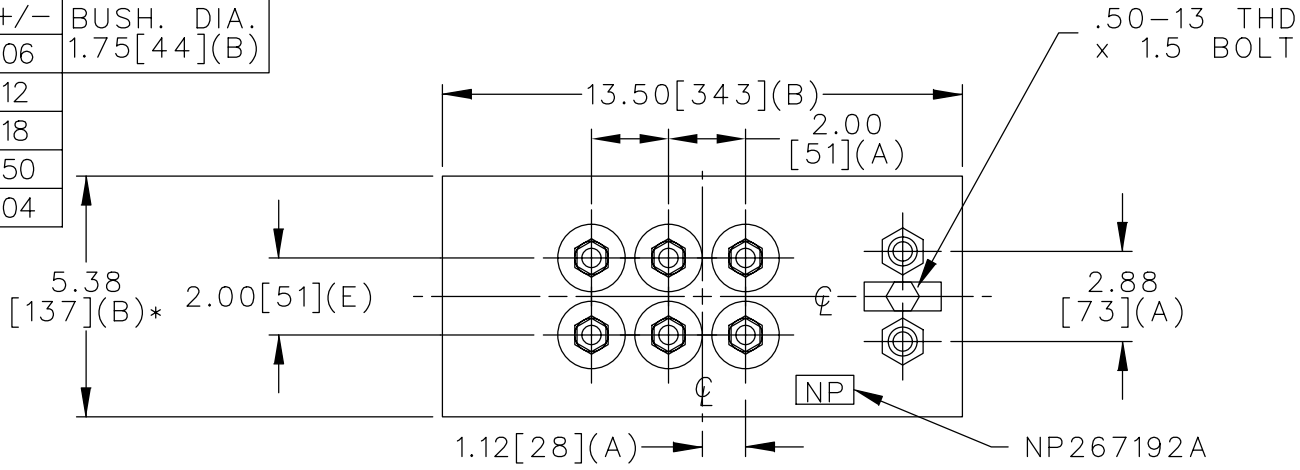 +/-
BUSH. DIA.
06
1.75[44](B)
12
18
50
04
.50-13 THD
x 1.5 BOLT
13.50[343](B)
2.00
[51](A)
5.38
[137](B)*
2.00[51](E)
2.88
[73](A)
NP
1.12[28](A)
NP267192A